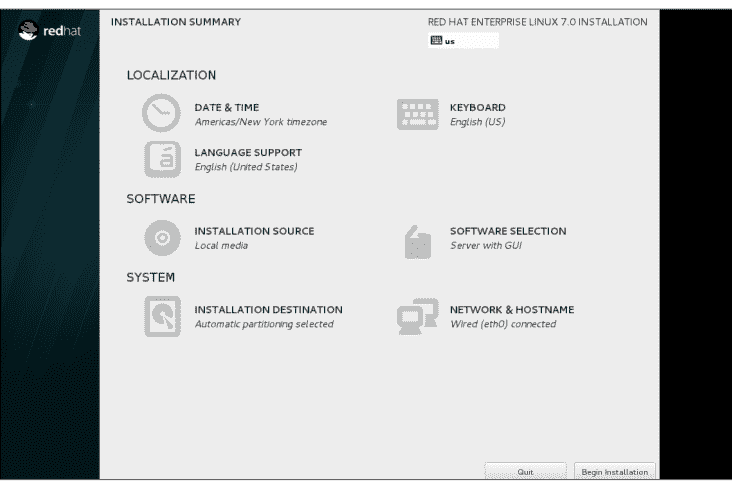 redhat
INSTALLATION SUMMARY
RED HAT ENTERPRISE LINUX 7.0 INSTALLATION
us
LOCALIZATION
DATE & TIME
Americas/New York timezone
KEYBOARD
English (US)
LANGUAGE SUPPORT
English (United States)
SOFTWARE
INSTALLATION SOURCE
Local media
SOFTWARE SELECTION
Server with GUI
SYSTEM
INSTALLATION DESTINATION
Automatic partitioning selected
NETWORK & HOSTNAME
Wired (eth0) connected
Quit
Begin Installation